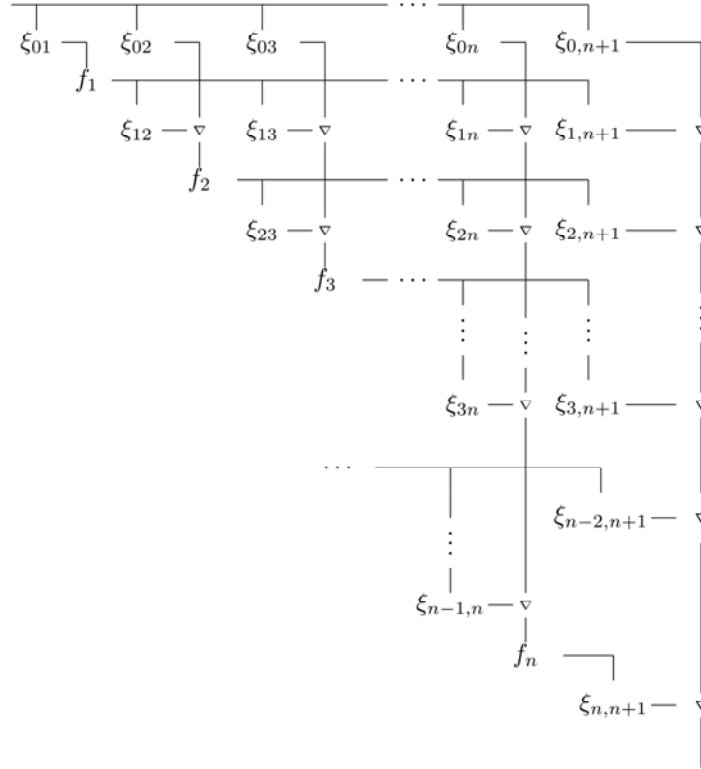 ⋯
ξ01 ξ02 ξ03 ξ0n ξ0,n+1
f1 ⋯
ξ12 ▽ ξ13 ▽ ξ1n ▽ ξ1,n+1 ▽
f2 ⋯
ξ23 ▽ ξ2n ▽ ξ2,n+1 ▽
f3 ⋯
⋮ ⋮ ⋮ ⋮
ξ3n ▽ ξ3,n+1 ▽
⋯
ξn−2,n+1 ▽
⋮
ξn−1,n ▽
fn
ξn,n+1 ▽